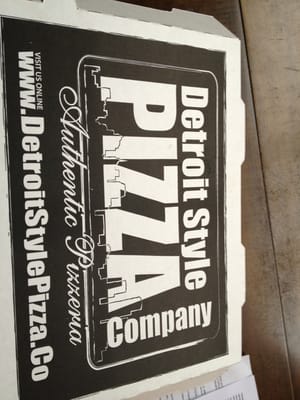 Detroit Style
PIZZA
Company
Authentic Pizzeria
VISIT US ONLINE
www.DetroitStylePizza.Co